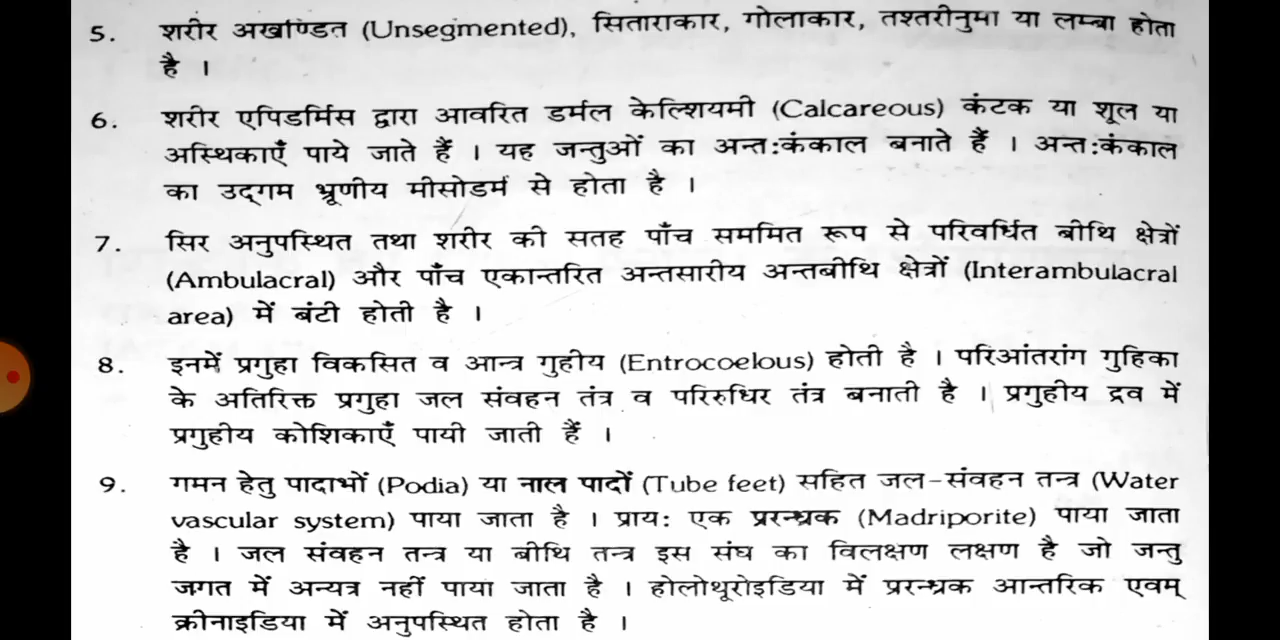 5. शरीर अखण्डित (Unsegmented), सिताराकार, गोलाकार, तश्तरीनुमा या लम्बा होता
है ।
6. शरीर एपिडर्मिस द्वारा आवरित डर्मल केल्शियमी (Calcareous) कंटक या शूल या
अस्थिकाएँ पाये जाते हैं । यह जन्तुओं का अन्त:कंकाल बनाते हैं । अन्त:कंकाल
का उद्‌गम भ्रूणीय मीसोडर्म से होता है ।
7. सिर अनुपस्थित तथा शरीर की सतह पाँच सममित रूप से परिवर्धित बीथि क्षेत्रों
(Ambulacral) और पाँच एकान्तरित अन्तसारीय अन्तबीथि क्षेत्रों (Interambulacral
area) में बंटी होती है ।
8. इनमें प्रगुहा विकसित व आन्त्र गुहीय (Entrocoelous) होती है । परिआंतरांग गुहिका
के अतिरिक्त प्रगुहा जल संवहन तंत्र व परिरुधिर तंत्र बनाती है । प्रगुहीय द्रव में
प्रगुहीय कोशिकाएँ पायी जाती हैं ।
9. गमन हेतु पादाभों (Podia) या नाल पादों (Tube feet) सहित जल-संवहन तन्त्र (Water
vascular system) पाया जाता है । प्राय: एक प्ररन्ध्रक (Madriporite) पाया जाता
है । जल संवहन तन्त्र या बीथि तन्त्र इस संघ का विलक्षण लक्षण है जो जन्तु
जगत में अन्यत्र नहीं पाया जाता है । होलोथूरोइडिया में प्ररन्ध्रक आन्तरिक एवम्
क्रीनाइडिया में अनुपस्थित होता है ।